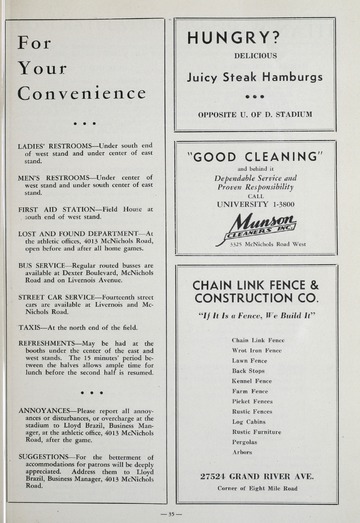 For
Your
Convenience
LADIES' RESTROOMS—Under south end
of west stand and under center of east
stand.
MEN'S RESTROOMS—Under center of
west stand and under south center of east
stand.
FIRST AID STATION—Field House at
south end of west stand.
LOST AND FOUND DEPARTMENT—At
the athletic offices, 4013 McNichols Road,
open before and after all home games.
BUS SERVICE—Regular routed busses are
available at Dexter Boulevard, McNichols
Road and on Livernois Avenue.
STREET CAR SERVICE—Fourteenth street
cars are available at Livernois and Mc-
Nichols Road.
TAXIS—At the north end of the field.
REFRESHMENTS—May be had at the
booths under the center of the east and
west stands. The 15 minutes' period be-
tween the halves allows ample time for
lunch before the second half is resumed.
ANNOYANCES—Please report all annoy-
ances or disturbances, or overcharge at the
stadium to Lloyd Brazil, Business Man-
ager, at the athletic office, 4013 McNichols
Road, after the game.
SUGGESTIONS—For the betterment of
accommodations for patrons will be deeply
appreciated. Address them to Lloyd
Brazil, Business Manager, 4013 McNichols
Road.
HUNGRY?
DELICIOUS
Juicy Steak Hamburgs
OPPOSITE U. OF D. STADIUM
"GOOD CLEANING"
and behind it
Dependable Service and
Proven Responsibility
CALL
UNIVERSITY 1-3800
Munson
CLEANERS INC.
5325 McNichols Road West
CHAIN LINK FENCE &
CONSTRUCTION CO.
"If It Is a Fence, We Build It"
Chain Link Fence
Wrot Iron Fence
Lawn Fence
Back Stops
Kennel Fence
Farm Fence
Picket Fences
Rustic Fences
Log Cabins
Rustic Furniture
Pergolas
Arbors
27524 GRAND RIVER AVE.
Corner of Eight Mile Road
— 35 —